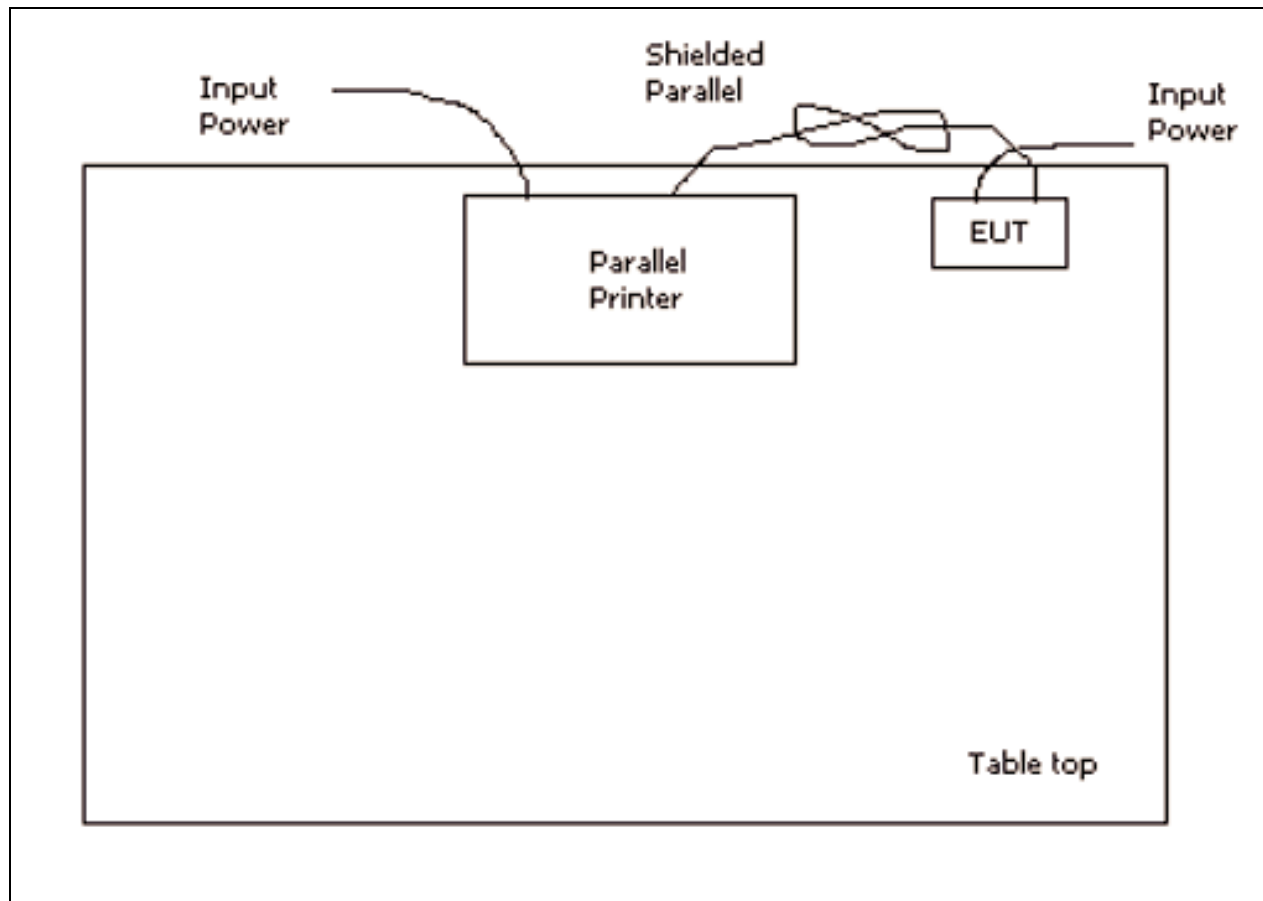 Shielded
Parallel
Input
Power
Input
Power
EUT
Parallel
Printer
Table top